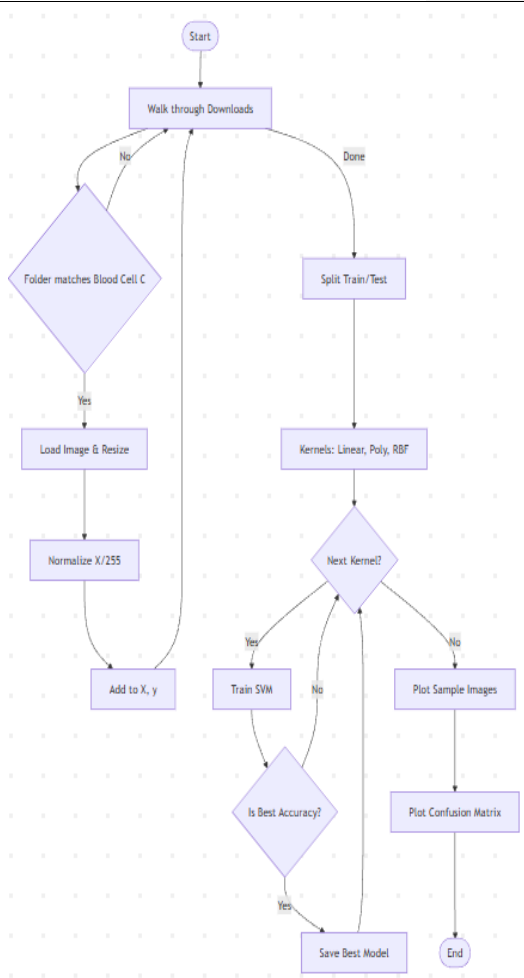 Start
Walk through Downloads
No
Done
Folder matches Blood Cell C
Split Train/Test
Yes
Load Image & Resize
Kernels: Linear, Poly, RBF
Normalize X/255
Next Kernel?
Yes
No
Add to X, y
Train SVM
No
Plot Sample Images
Is Best Accuracy?
Plot Confusion Matrix
Yes
Save Best Model
End